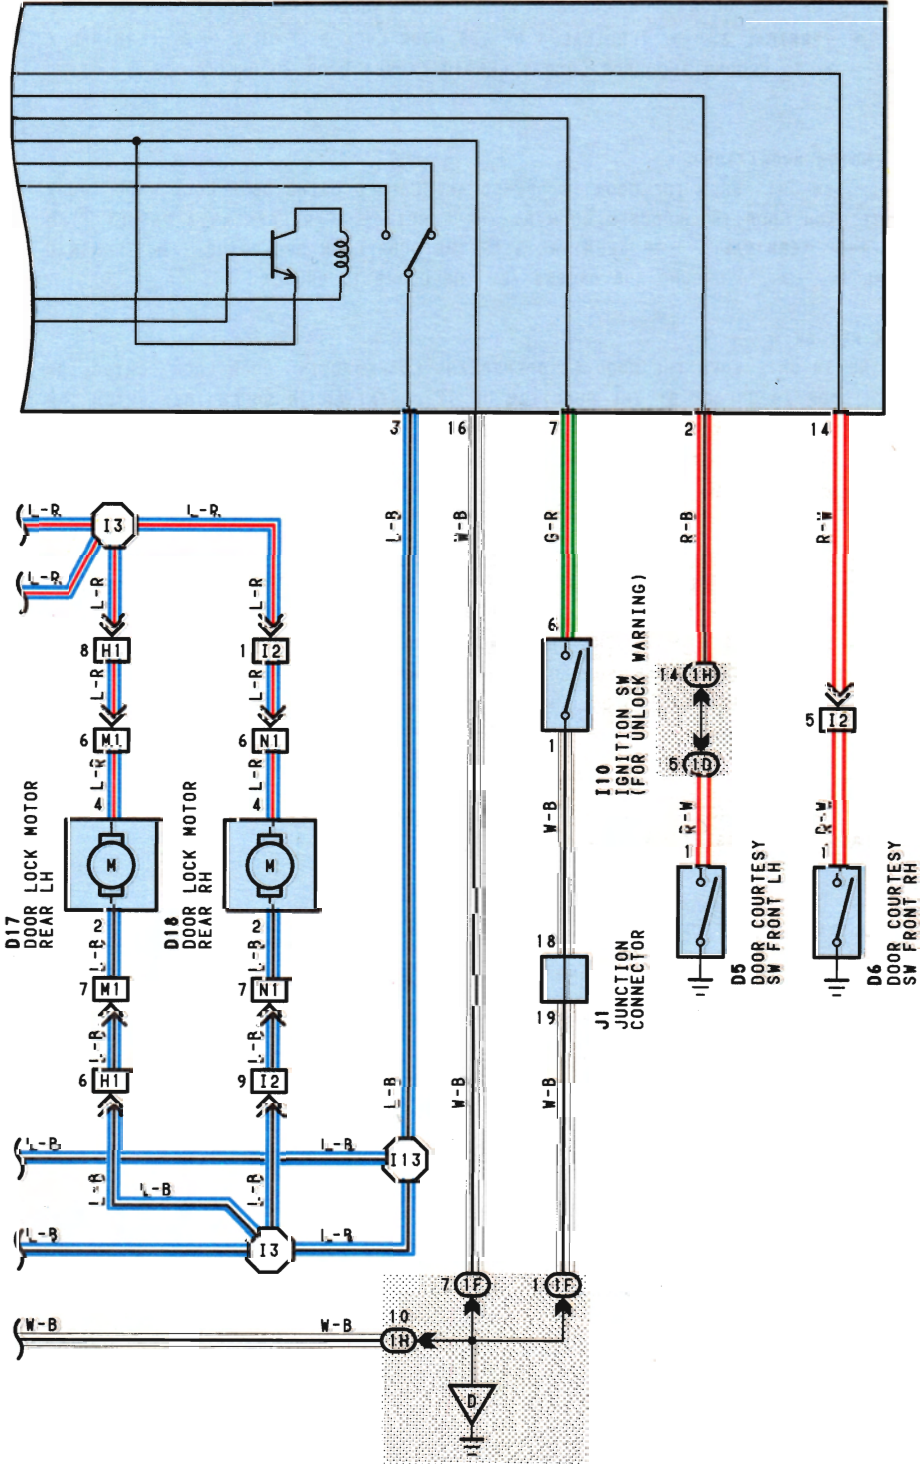 3
16
7
2
14
L-R
I3
L-R
L-B
W-B
G-R
R-B
R-W
L-R
L-R
L-R
8 H1
1 I2
6
L-R
L-R
I10
IGNITION SW
(FOR UNLOCK WARNING)
14 1H
5 I2
6 M1
6 N1
1
5 1D
L-R
L-R
4
4
W-B
R-W
R-W
1
1
M
M
D17
DOOR LOCK MOTOR
REAR LH
D18
DOOR LOCK MOTOR
REAR RH
2
2
L-B
L-B
18
J1
JUNCTION
CONNECTOR
D5
DOOR COURTESY
SW FRONT LH
D6
DOOR COURTESY
SW FRONT RH
7 M1
7 N1
19
L-B
L-B
6 H1
9 I2
L-B
W-B
W-B
L-B
L-B
I13
L-B
L-B
L-B
L-B
I3
L-B
7 1F
1 1F
W-B
W-B
10
1H
D